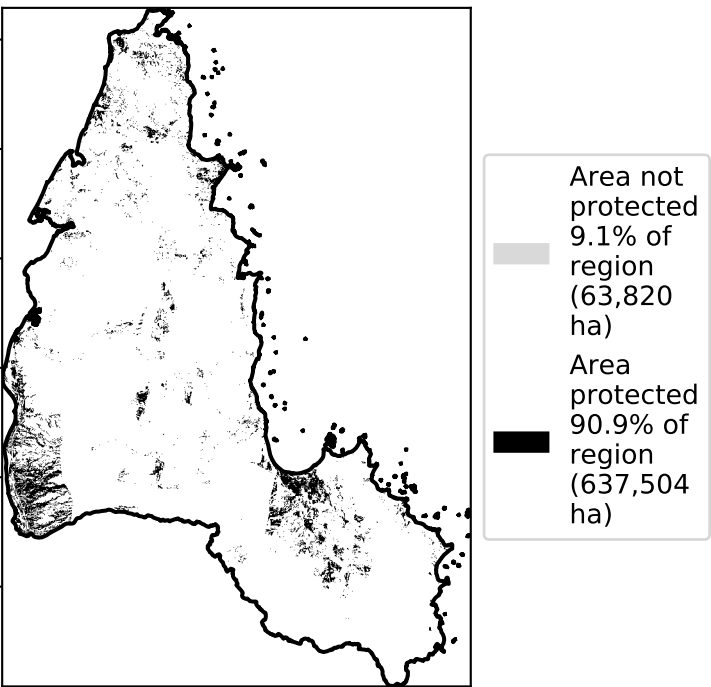 Area not
protected
9.1% of
region
(63,820
ha)
Area
protected
90.9% of
region
(637,504
ha)